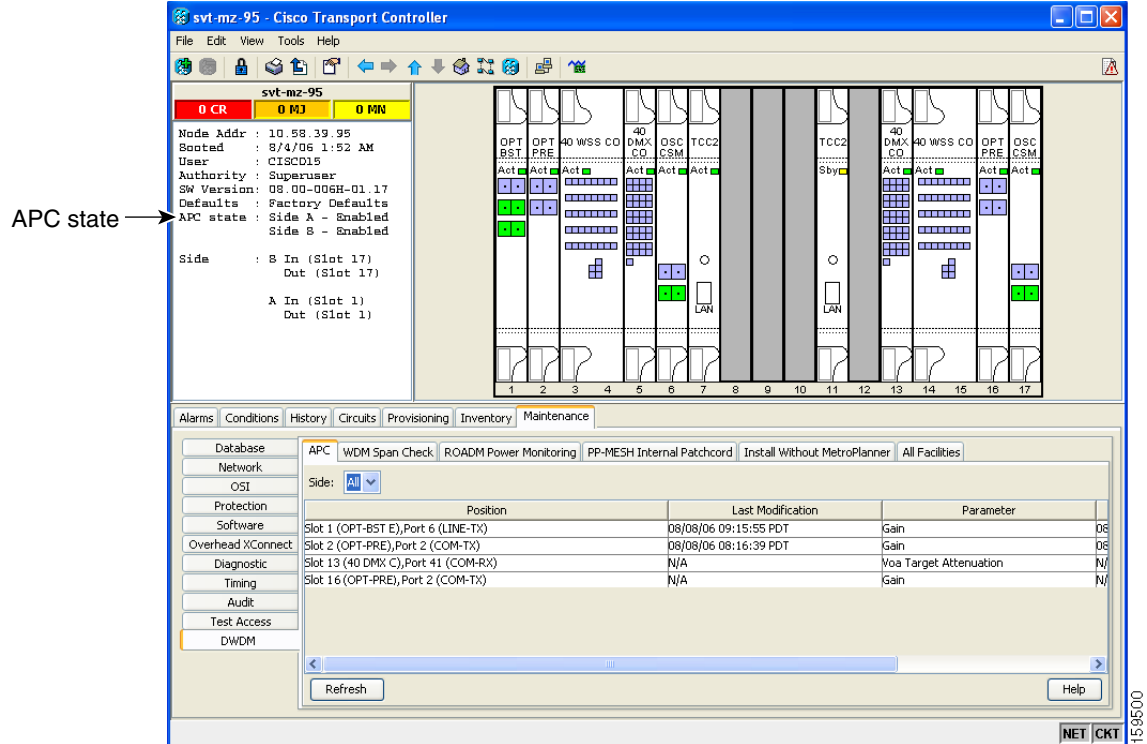 svt-mz-95 - Cisco Transport Controller
File Edit View Tools Help
svt-mz-95
0 CR 0 MJ 0 MN
Node Addr : 10.58.39.95
Booted : 8/4/06 1:52 AM
User : CISCO15
Authority : Superuser
SW Version: 08.00-006H-01.17
Defaults : Factory Defaults
APC state : Side A - Enabled
Side B - Enabled
Side : B In (Slot 17)
Out (Slot 17)
A In (Slot 1)
Out (Slot 1)
APC state
OPT BST
OPT PRE
40 WSS CO
40 DMX CO
OSC CSM
TCC2
TCC2
40 DMX CO
40 WSS CO
OPT PRE
OSC CSM
Act Act Act Act Act Act Sby Act Act Act Act
LAN LAN
1 2 3 4 5 6 7 8 9 10 11 12 13 14 15 16 17
Alarms Conditions History Circuits Provisioning Inventory Maintenance
Database
Network
OSI
Protection
Software
Overhead XConnect
Diagnostic
Timing
Audit
Test Access
DWDM
APC WDM Span Check ROADM Power Monitoring PP-MESH Internal Patchcord Install Without MetroPlanner All Facilities
Side: All
Position Last Modification Parameter
Slot 1 (OPT-BST E),Port 6 (LINE-TX) 08/08/06 09:15:55 PDT Gain 08
Slot 2 (OPT-PRE),Port 2 (COM-TX) 08/08/06 08:16:39 PDT Gain 08
Slot 13 (40 DMX C),Port 41 (COM-RX) N/A Voa Target Attenuation N/
Slot 16 (OPT-PRE),Port 2 (COM-TX) N/A Gain N/
Refresh Help
NET CKT
159500